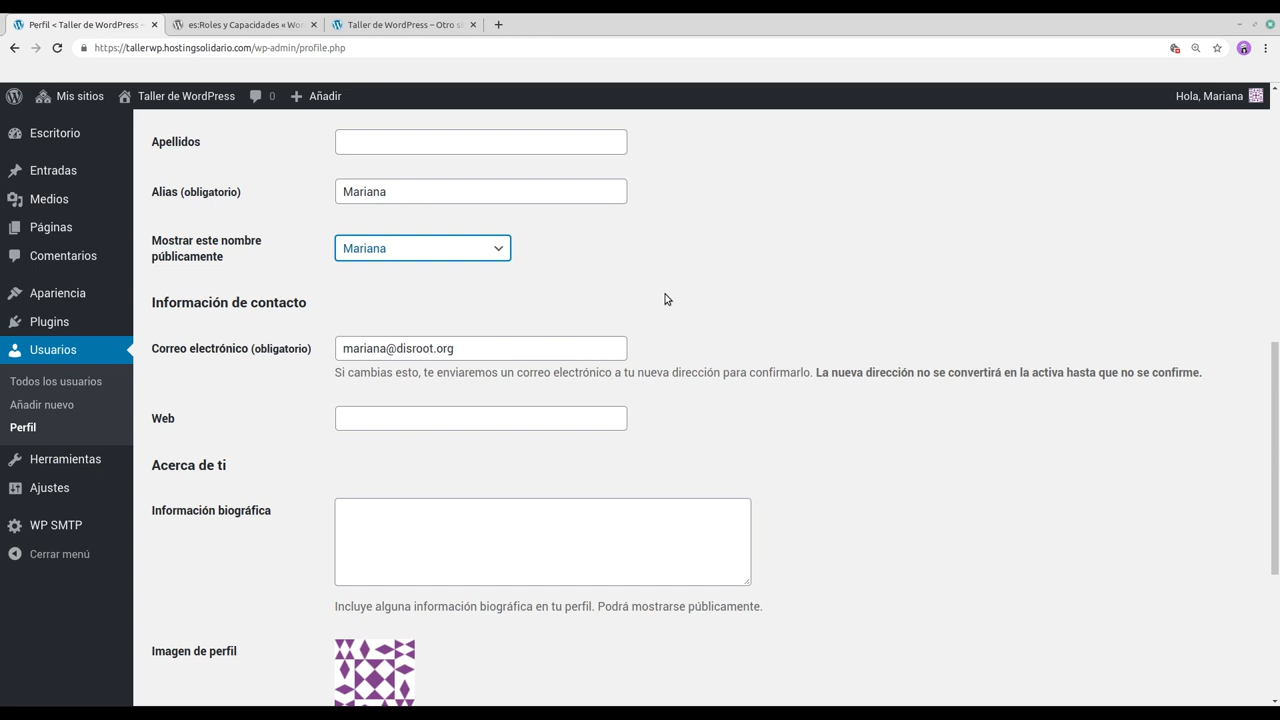 Perfil < Taller de WordPress –
es:Roles y Capacidades « Wor
Taller de WordPress – Otro si
https://tallerwp.hostingsolidario.com/wp-admin/profile.php
Mis sitios
Taller de WordPress
0
Añadir
Hola, Mariana
Escritorio
Entradas
Medios
Páginas
Comentarios
Apariencia
Plugins
Usuarios
Todos los usuarios
Añadir nuevo
Perfil
Herramientas
Ajustes
WP SMTP
Cerrar menú
Apellidos
Alias (obligatorio)
Mariana
Mostrar este nombre
públicamente
Mariana
Información de contacto
Correo electrónico (obligatorio)
mariana@disroot.org
Si cambias esto, te enviaremos un correo electrónico a tu nueva dirección para confirmarlo. La nueva dirección no se convertirá en la activa hasta que no se confirme.
Web
Acerca de ti
Información biográfica
Incluye alguna información biográfica en tu perfil. Podrá mostrarse públicamente.
Imagen de perfil